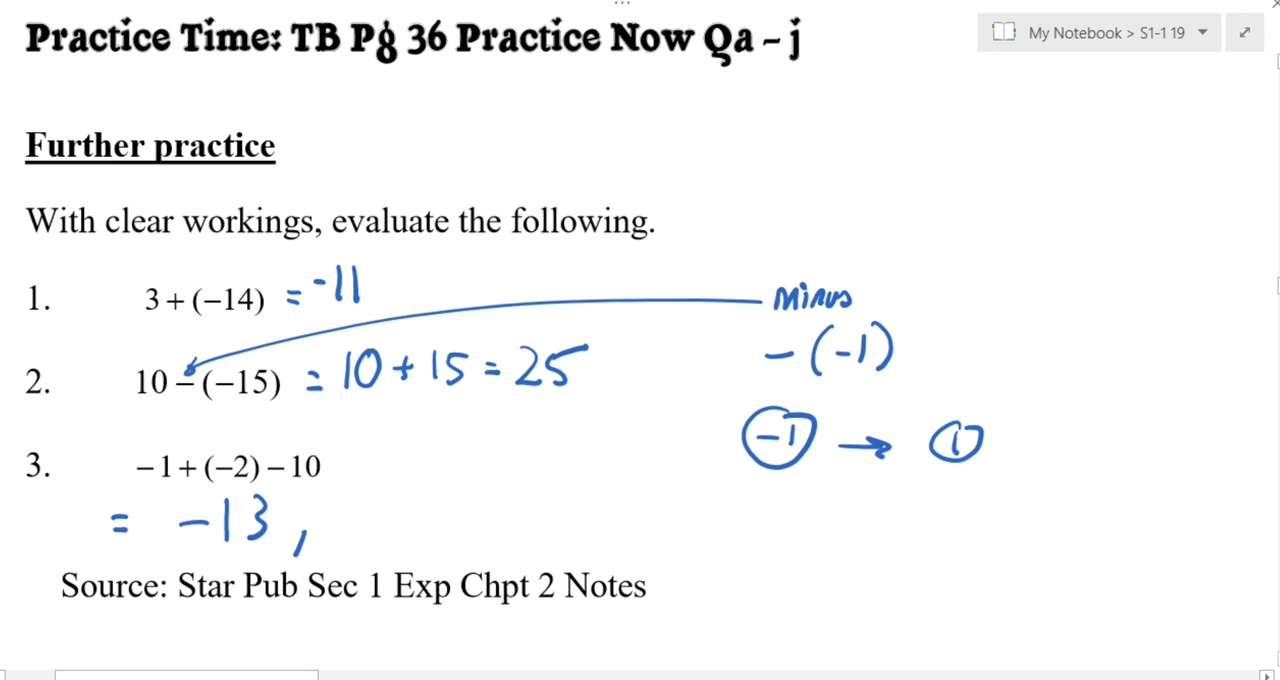 Practice Time: TB Pg 36 Practice Now Qa - j
My Notebook > S1-1 19
Further practice
With clear workings, evaluate the following.
1. 3 + (−14) = -11
minus
- (-1)
2. 10 − (−15) = 10 + 15 = 25
-1 → 1
3. −1 + (−2) − 10
= -13,
Source: Star Pub Sec 1 Exp Chpt 2 Notes